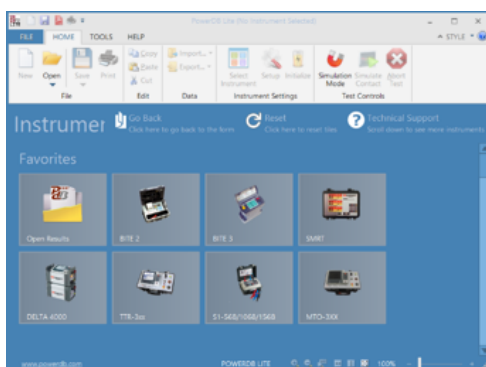 PowerDB Lite (No Instrument Selected)
FILE HOME TOOLS HELP STYLE
New Open Save Print
Copy
Paste
Cut
Import...
Export...
Select Instrument Setup Initialize
Simulation Mode Simulate Contact Abort Test
File Edit Data Instrument Settings Test Controls
Instrumer
Go Back
Click here to go back to the form
Reset
Click here to reset tiles
Technical Support
Scroll down to see more instruments
Favorites
Open Results BITE 2 BITE 3 SMRT
DELTA 4000 TTR-3xx S1-568/1068/1568 MTO-3XX
www.powerdb.com POWERDB LITE 100%